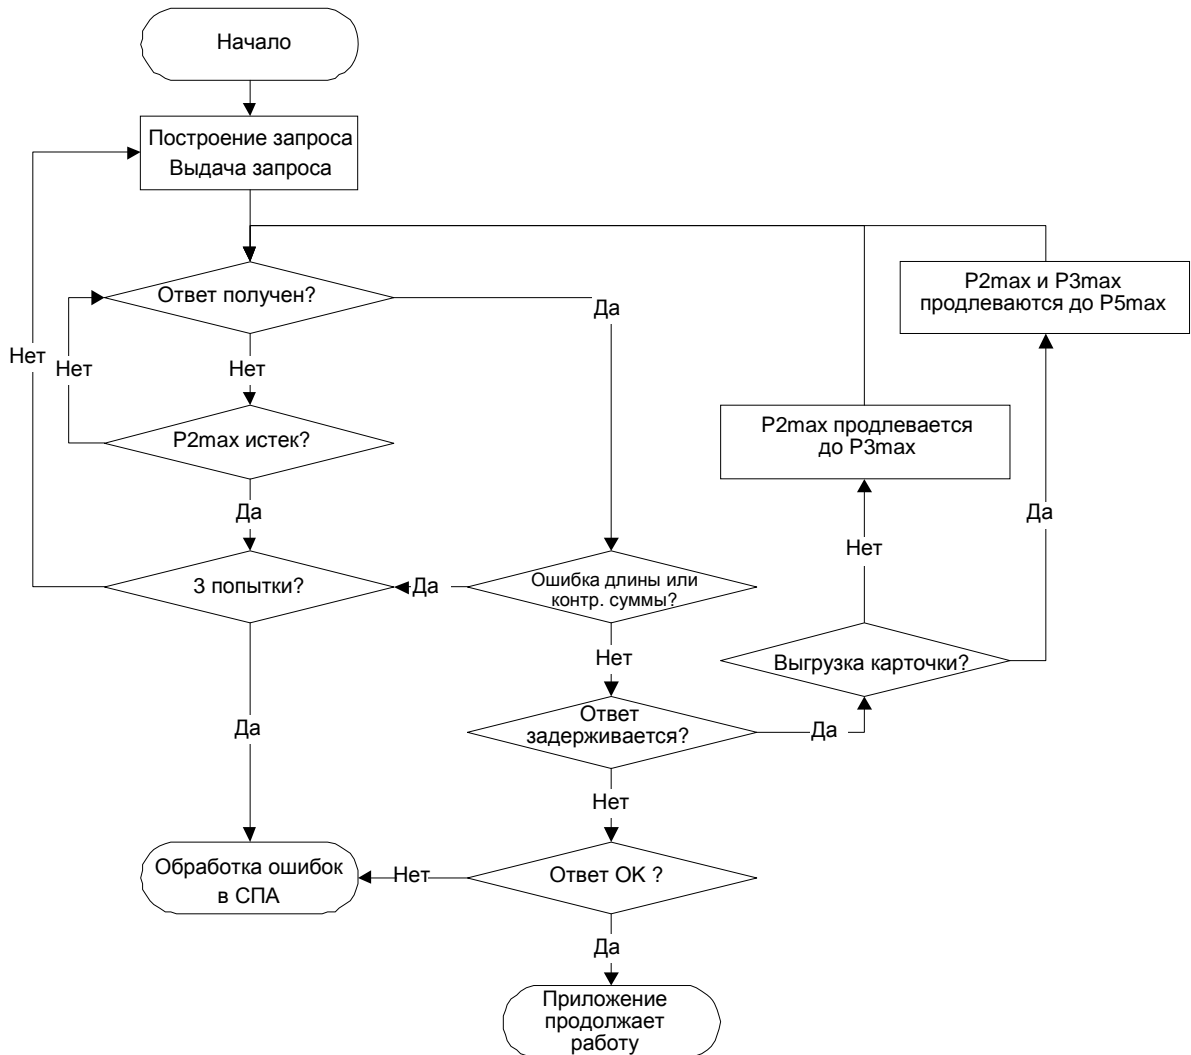 Начало
Построение запроса
Выдача запроса
Ответ получен?
Да
P2max и P3max
продлеваются до P5max
Нет
Нет
Нет
P2max истек?
P2max продлевается
до P3max
Да
Да
Нет
3 попытки?
Да
Ошибка длины или
контр. суммы?
Нет
Выгрузка карточки?
Ответ
задерживается?
Да
Да
Нет
Обработка ошибок
в СПА
Нет
Ответ OK ?
Да
Приложение
продолжает
работу